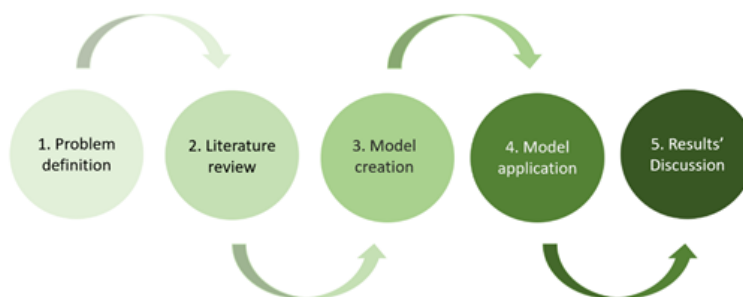 1. Problem
definition
2. Literature
review
3. Model
creation
4. Model
application
5. Results’
Discussion